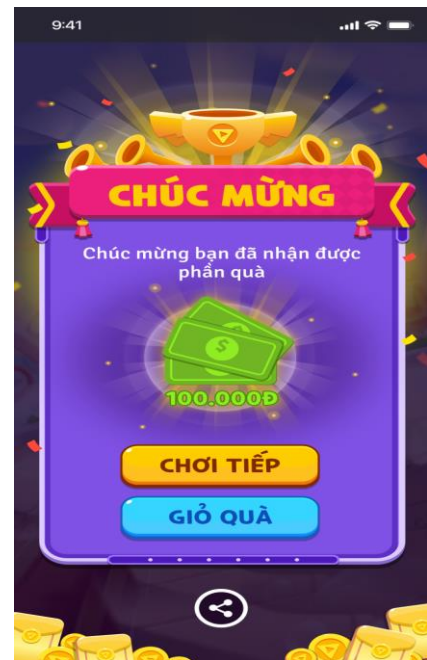 9:41
CHÚC MỪNG
Chúc mừng bạn đã nhận được
phần quà
$
100.000Đ
CHƠI TIẾP
GIỎ QUÀ